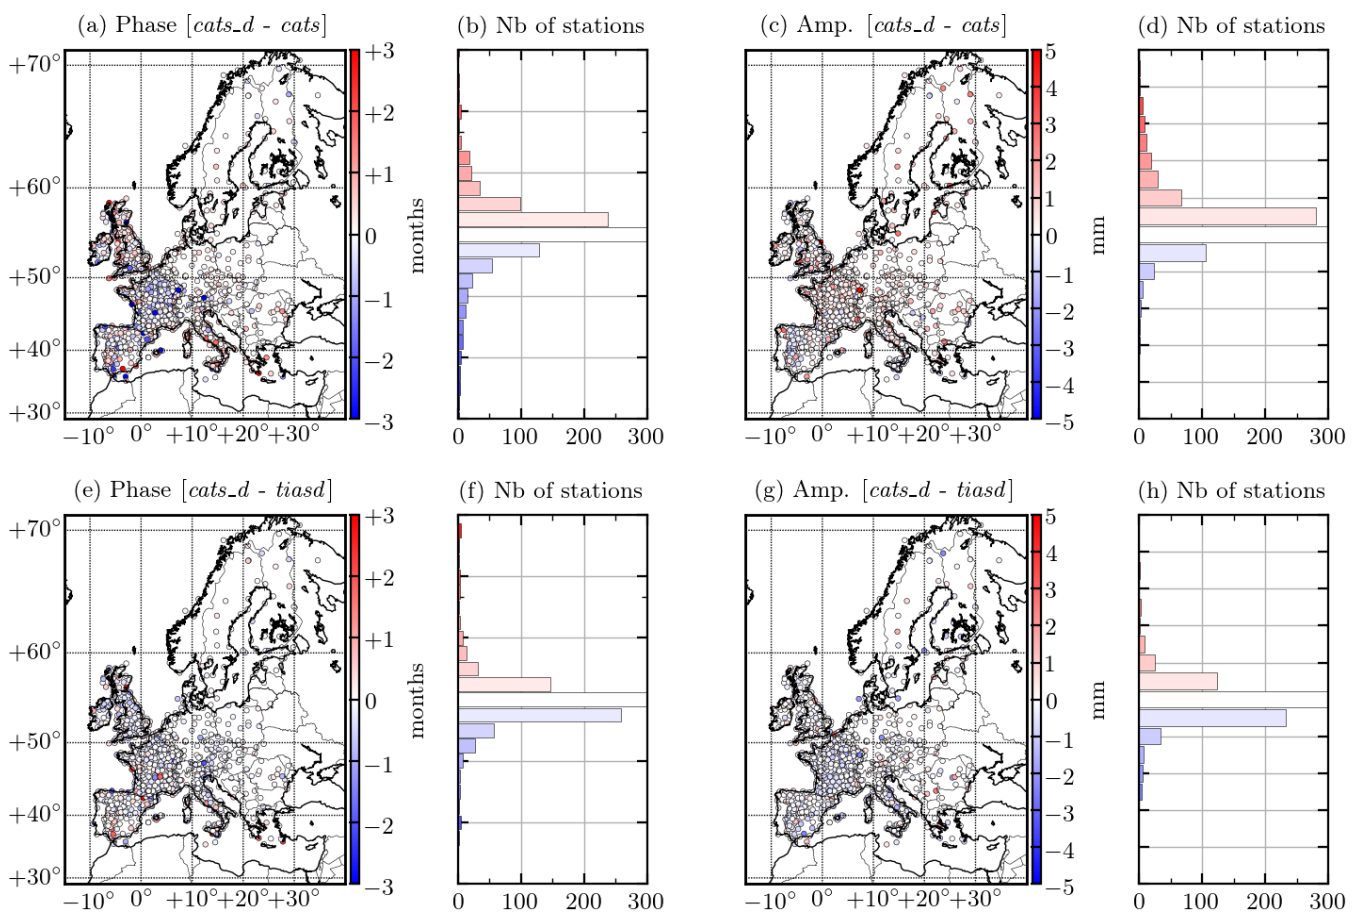 (a) Phase [cats_d - cats]
(b) Nb of stations
(c) Amp. [cats_d - cats]
(d) Nb of stations
+70°
+60°
+50°
+40°
+30°
−10° 0° +10° +20° +30°
+3
+2
+1
0
−1
−2
−3
months
0 100 200 300
−10° 0° +10° +20° +30°
5
4
3
2
1
0
−1
−2
−3
−4
−5
mm
0 100 200 300
(e) Phase [cats_d - tiasd]
(f) Nb of stations
(g) Amp. [cats_d - tiasd]
(h) Nb of stations
+70°
+60°
+50°
+40°
+30°
−10° 0° +10° +20° +30°
+3
+2
+1
0
−1
−2
−3
months
0 100 200 300
−10° 0° +10° +20° +30°
5
4
3
2
1
0
−1
−2
−3
−4
−5
mm
0 100 200 300